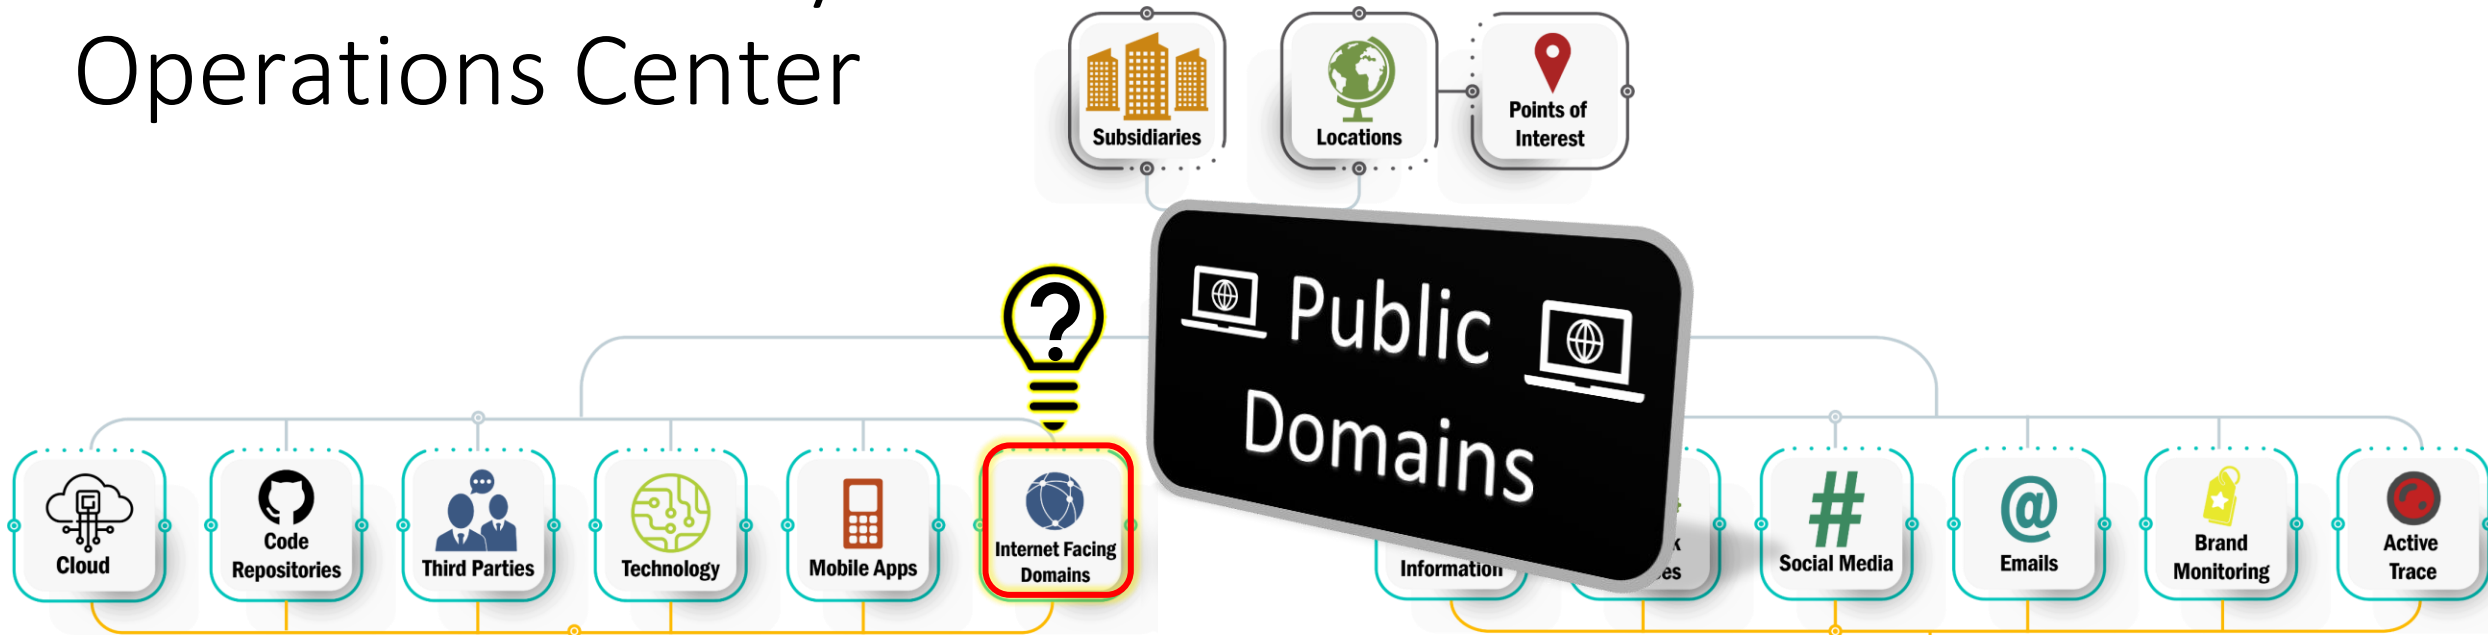 Operations Center
Subsidiaries
Locations
Points of
Interest
?
Public
Domains
Cloud
Code
Repositories
Third Parties
Technology
Mobile Apps
Internet Facing
Domains
Information
#
Social Media
@
Emails
Brand
Monitoring
Active
Trace